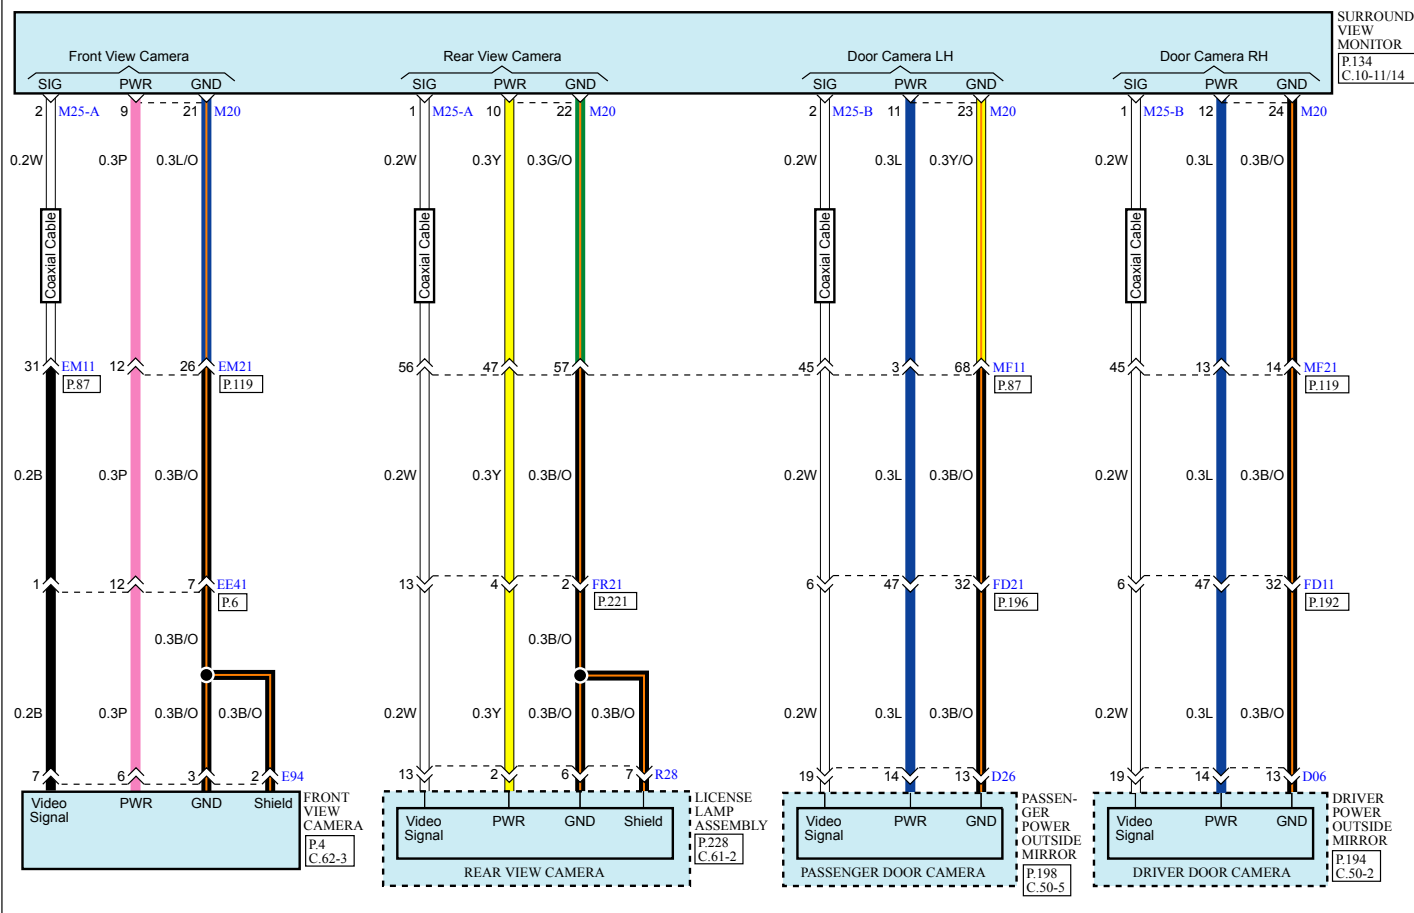 SURROUND
VIEW
MONITOR
P.134
C.10-11/14
Front View Camera
Rear View Camera
Door Camera LH
Door Camera RH
SIG PWR GND
SIG PWR GND
SIG PWR GND
SIG PWR GND
2 M25-A 9 21 M20
1 M25-A 10 22 M20
2 M25-B 11 23 M20
1 M25-B 12 24 M20
0.2W 0.3P 0.3L/O
0.2W 0.3Y 0.3G/O
0.2W 0.3L 0.3Y/O
0.2W 0.3L 0.3B/O
Coaxial Cable
Coaxial Cable
Coaxial Cable
Coaxial Cable
31 EM11 12 26 EM21
P.87 P.119
56 47 57
45 3 68 MF11
P.87
45 13 14 MF21
P.119
0.2B 0.3P 0.3B/O
0.2W 0.3Y 0.3B/O
0.2W 0.3L 0.3B/O
0.2W 0.3L 0.3B/O
1 12 7 EE41
P.6
13 4 2 FR21
P.221
6 47 32 FD21
P.196
6 47 32 FD11
P.192
0.3B/O
0.3B/O
0.2B 0.3P 0.3B/O 0.3B/O
0.2W 0.3Y 0.3B/O 0.3B/O
0.2W 0.3L 0.3B/O
0.2W 0.3L 0.3B/O
7 6 3 2 E94
13 2 6 7 R28
19 14 13 D26
19 14 13 D06
Video
Signal
PWR GND Shield
FRONT
VIEW
CAMERA
P.4
C.62-3
Video
Signal
PWR GND Shield
REAR VIEW CAMERA
LICENSE
LAMP
ASSEMBLY
P.228
C.61-2
Video
Signal
PWR GND
PASSENGER DOOR CAMERA
PASSEN-
GER
POWER
OUTSIDE
MIRROR
P.198
C.50-5
Video
Signal
PWR GND
DRIVER DOOR CAMERA
DRIVER
POWER
OUTSIDE
MIRROR
P.194
C.50-2